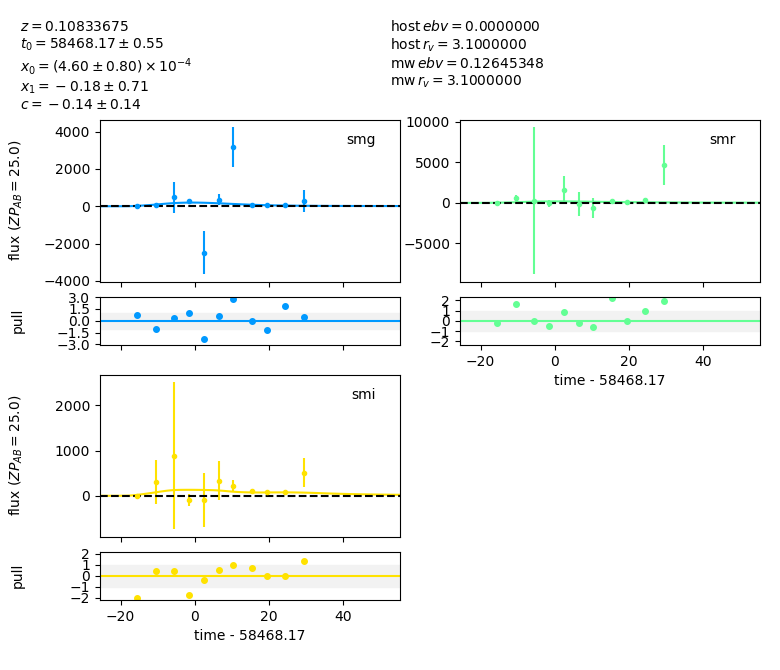 z = 0.10833675
t₀ = 58468.17 ± 0.55
x₀ = (4.60 ± 0.80) × 10⁻⁴
x₁ = −0.18 ± 0.71
c = −0.14 ± 0.14
host ebv = 0.0000000
host r_v = 3.1000000
mw ebv = 0.12645348
mw r_v = 3.1000000
smg
4000
2000
0
−2000
−4000
flux (ZP_AB = 25.0)
smr
10000
5000
0
−5000
3.0
1.5
0.0
−1.5
−3.0
pull
2
1
0
−1
−2
−20 0 20 40
time - 58468.17
smi
2000
1000
0
flux (ZP_AB = 25.0)
2
1
0
−1
−2
pull
−20 0 20 40
time - 58468.17